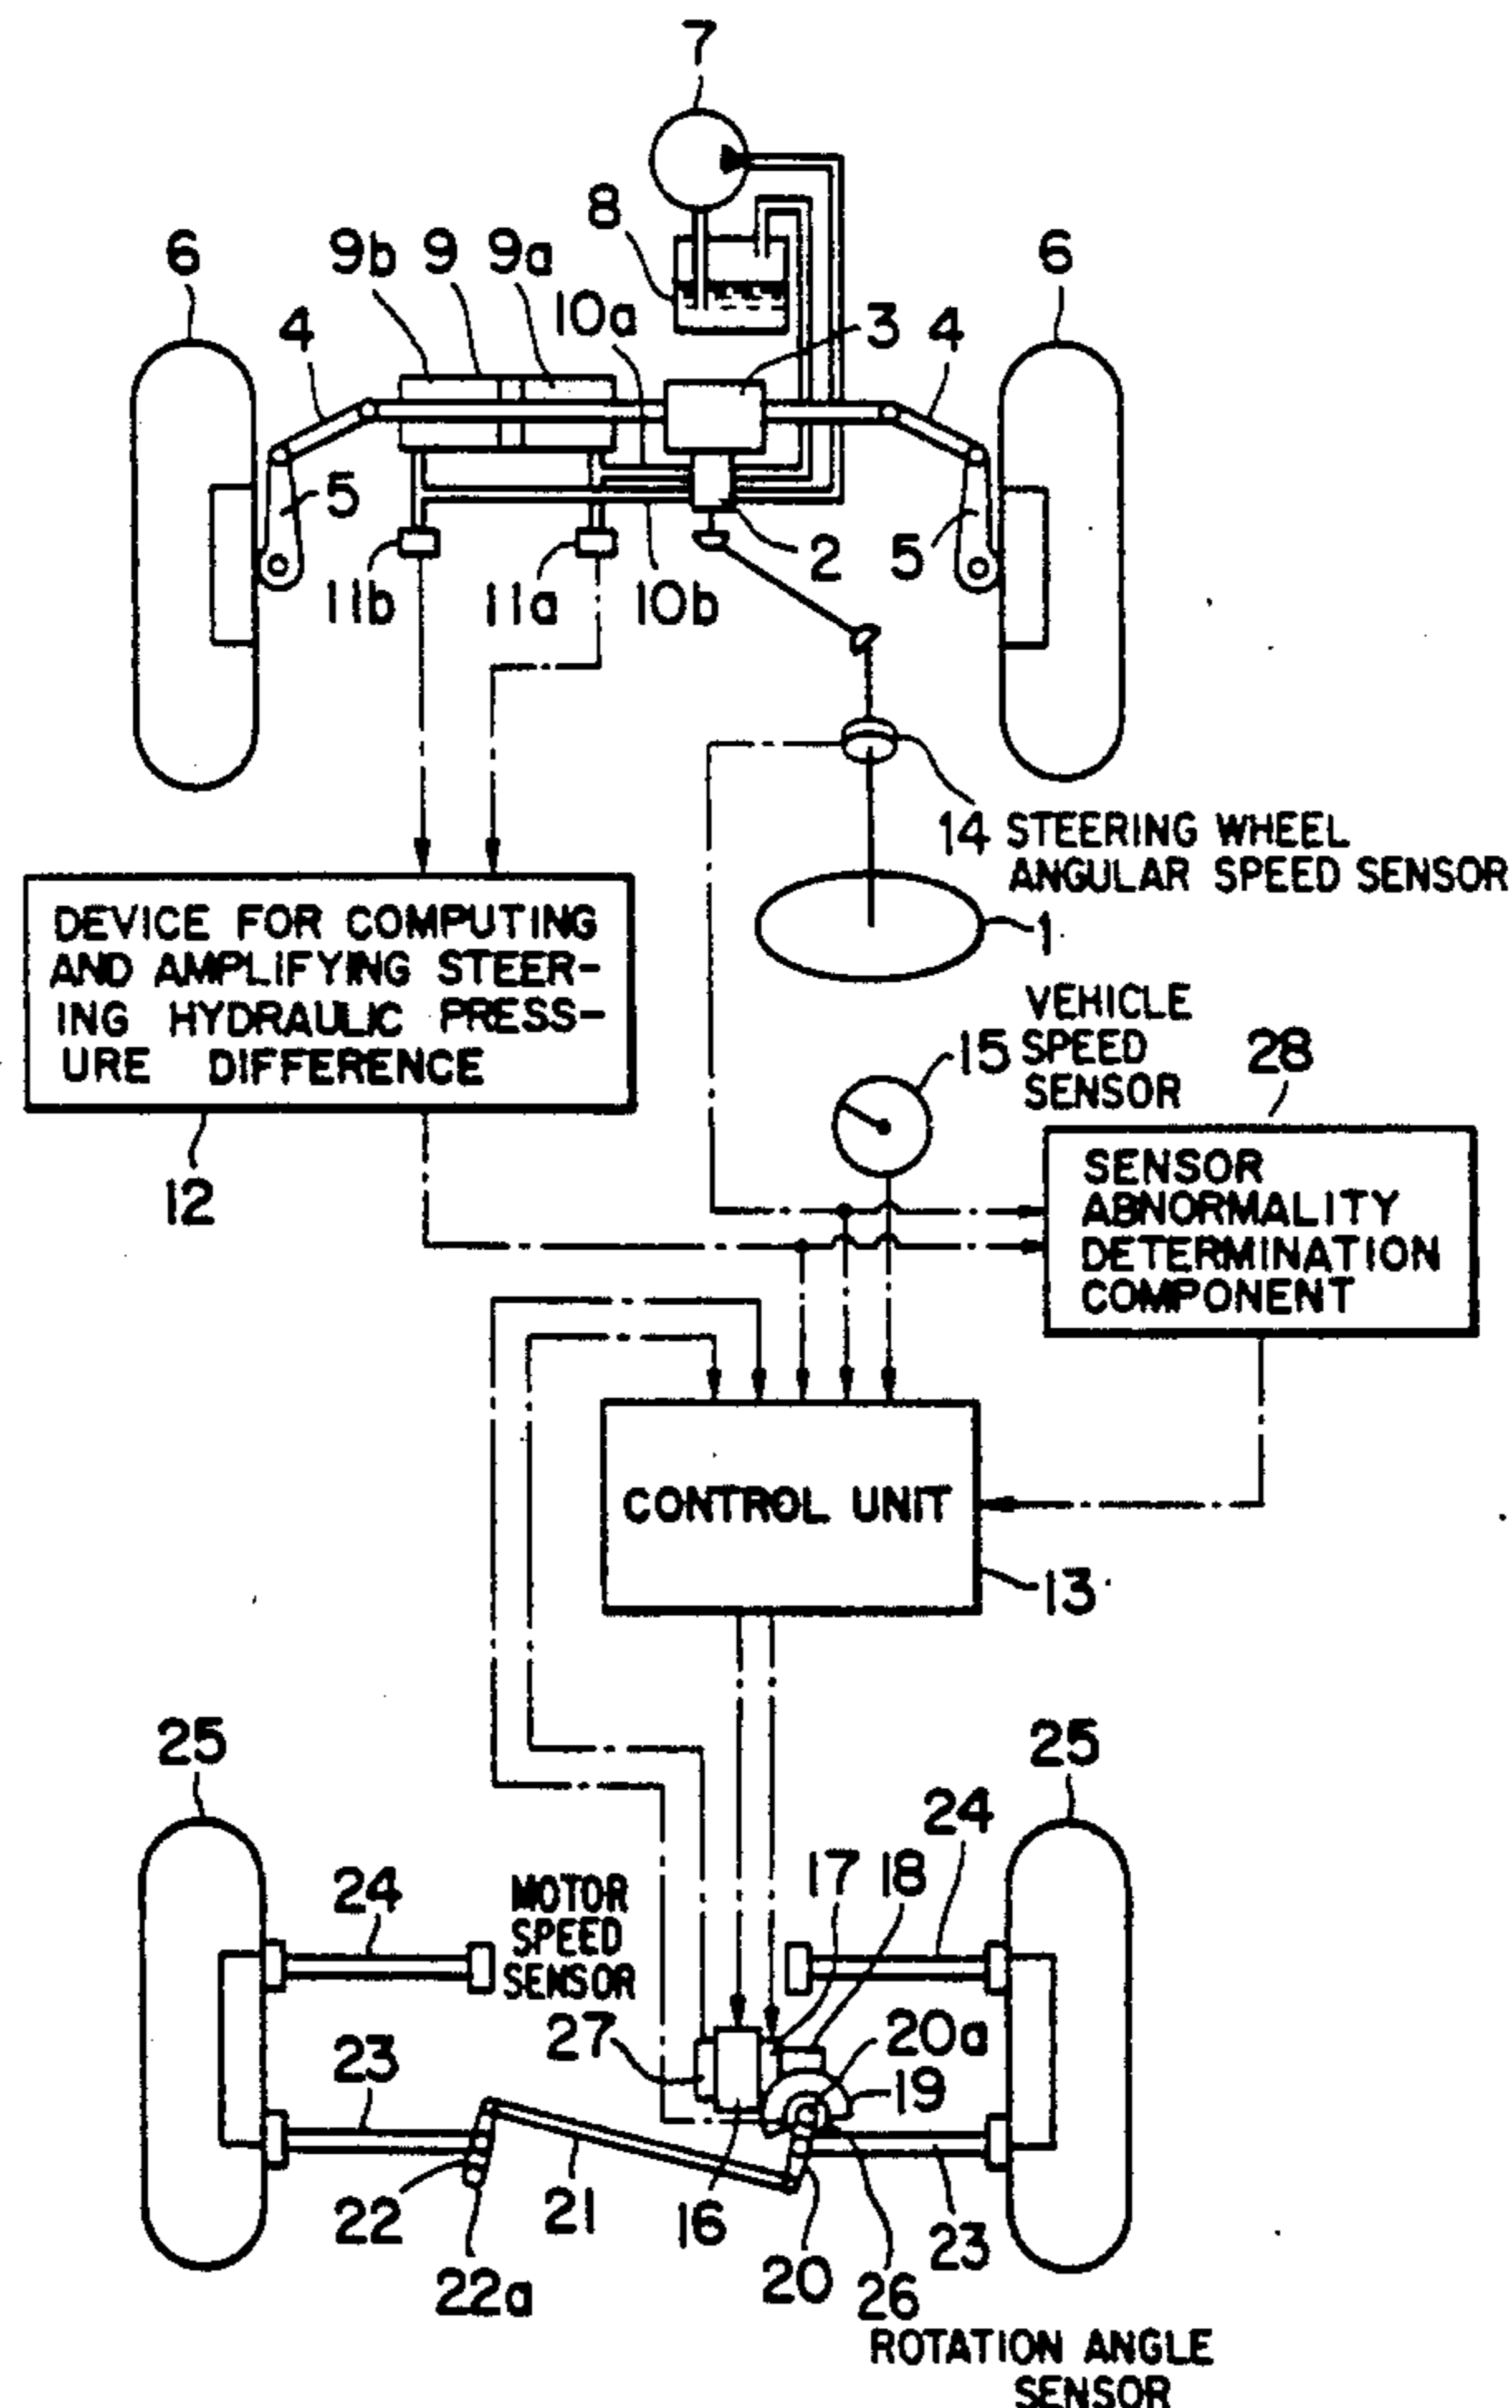 7
8
6
9b 9 9a
6
10a
4
3
4
5
2
5
11b
11a
10b
14 STEERING WHEEL
ANGULAR SPEED SENSOR
1
DEVICE FOR COMPUTING
AND AMPLIFYING STEER-
ING HYDRAULIC PRESS-
URE DIFFERENCE
12
VEHICLE
15 SPEED
SENSOR
28
SENSOR
ABNORMALITY
DETERMINATION
COMPONENT
CONTROL UNIT
13
25
25
24
24
MOTOR
SPEED
SENSOR
17 18
27
20a
19
23
22
21
16
23
22a
20
26
ROTATION ANGLE
SENSOR